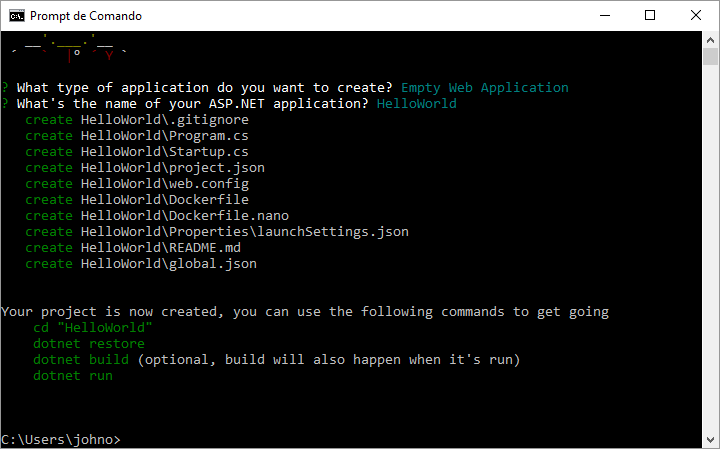 Prompt de Comando
? What type of application do you want to create? Empty Web Application
? What's the name of your ASP.NET application? HelloWorld
create HelloWorld\.gitignore
create HelloWorld\Program.cs
create HelloWorld\Startup.cs
create HelloWorld\project.json
create HelloWorld\web.config
create HelloWorld\Dockerfile
create HelloWorld\Dockerfile.nano
create HelloWorld\Properties\launchSettings.json
create HelloWorld\README.md
create HelloWorld\global.json
Your project is now created, you can use the following commands to get going
cd "HelloWorld"
dotnet restore
dotnet build (optional, build will also happen when it's run)
dotnet run
C:\Users\johno>